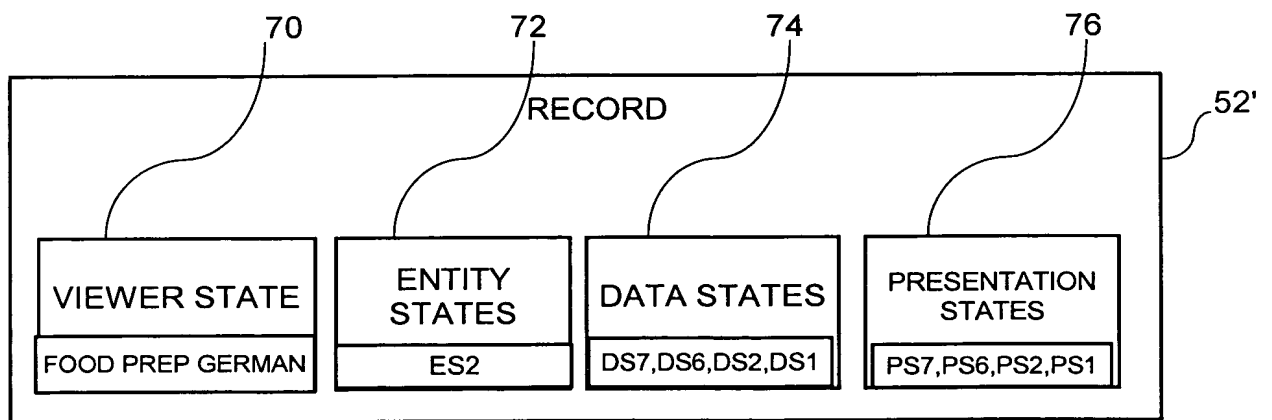 70 72 74 76
RECORD
52'
VIEWER STATE
FOOD PREP GERMAN
ENTITY
STATES
ES2
DATA STATES
DS7,DS6,DS2,DS1
PRESENTATION
STATES
PS7,PS6,PS2,PS1